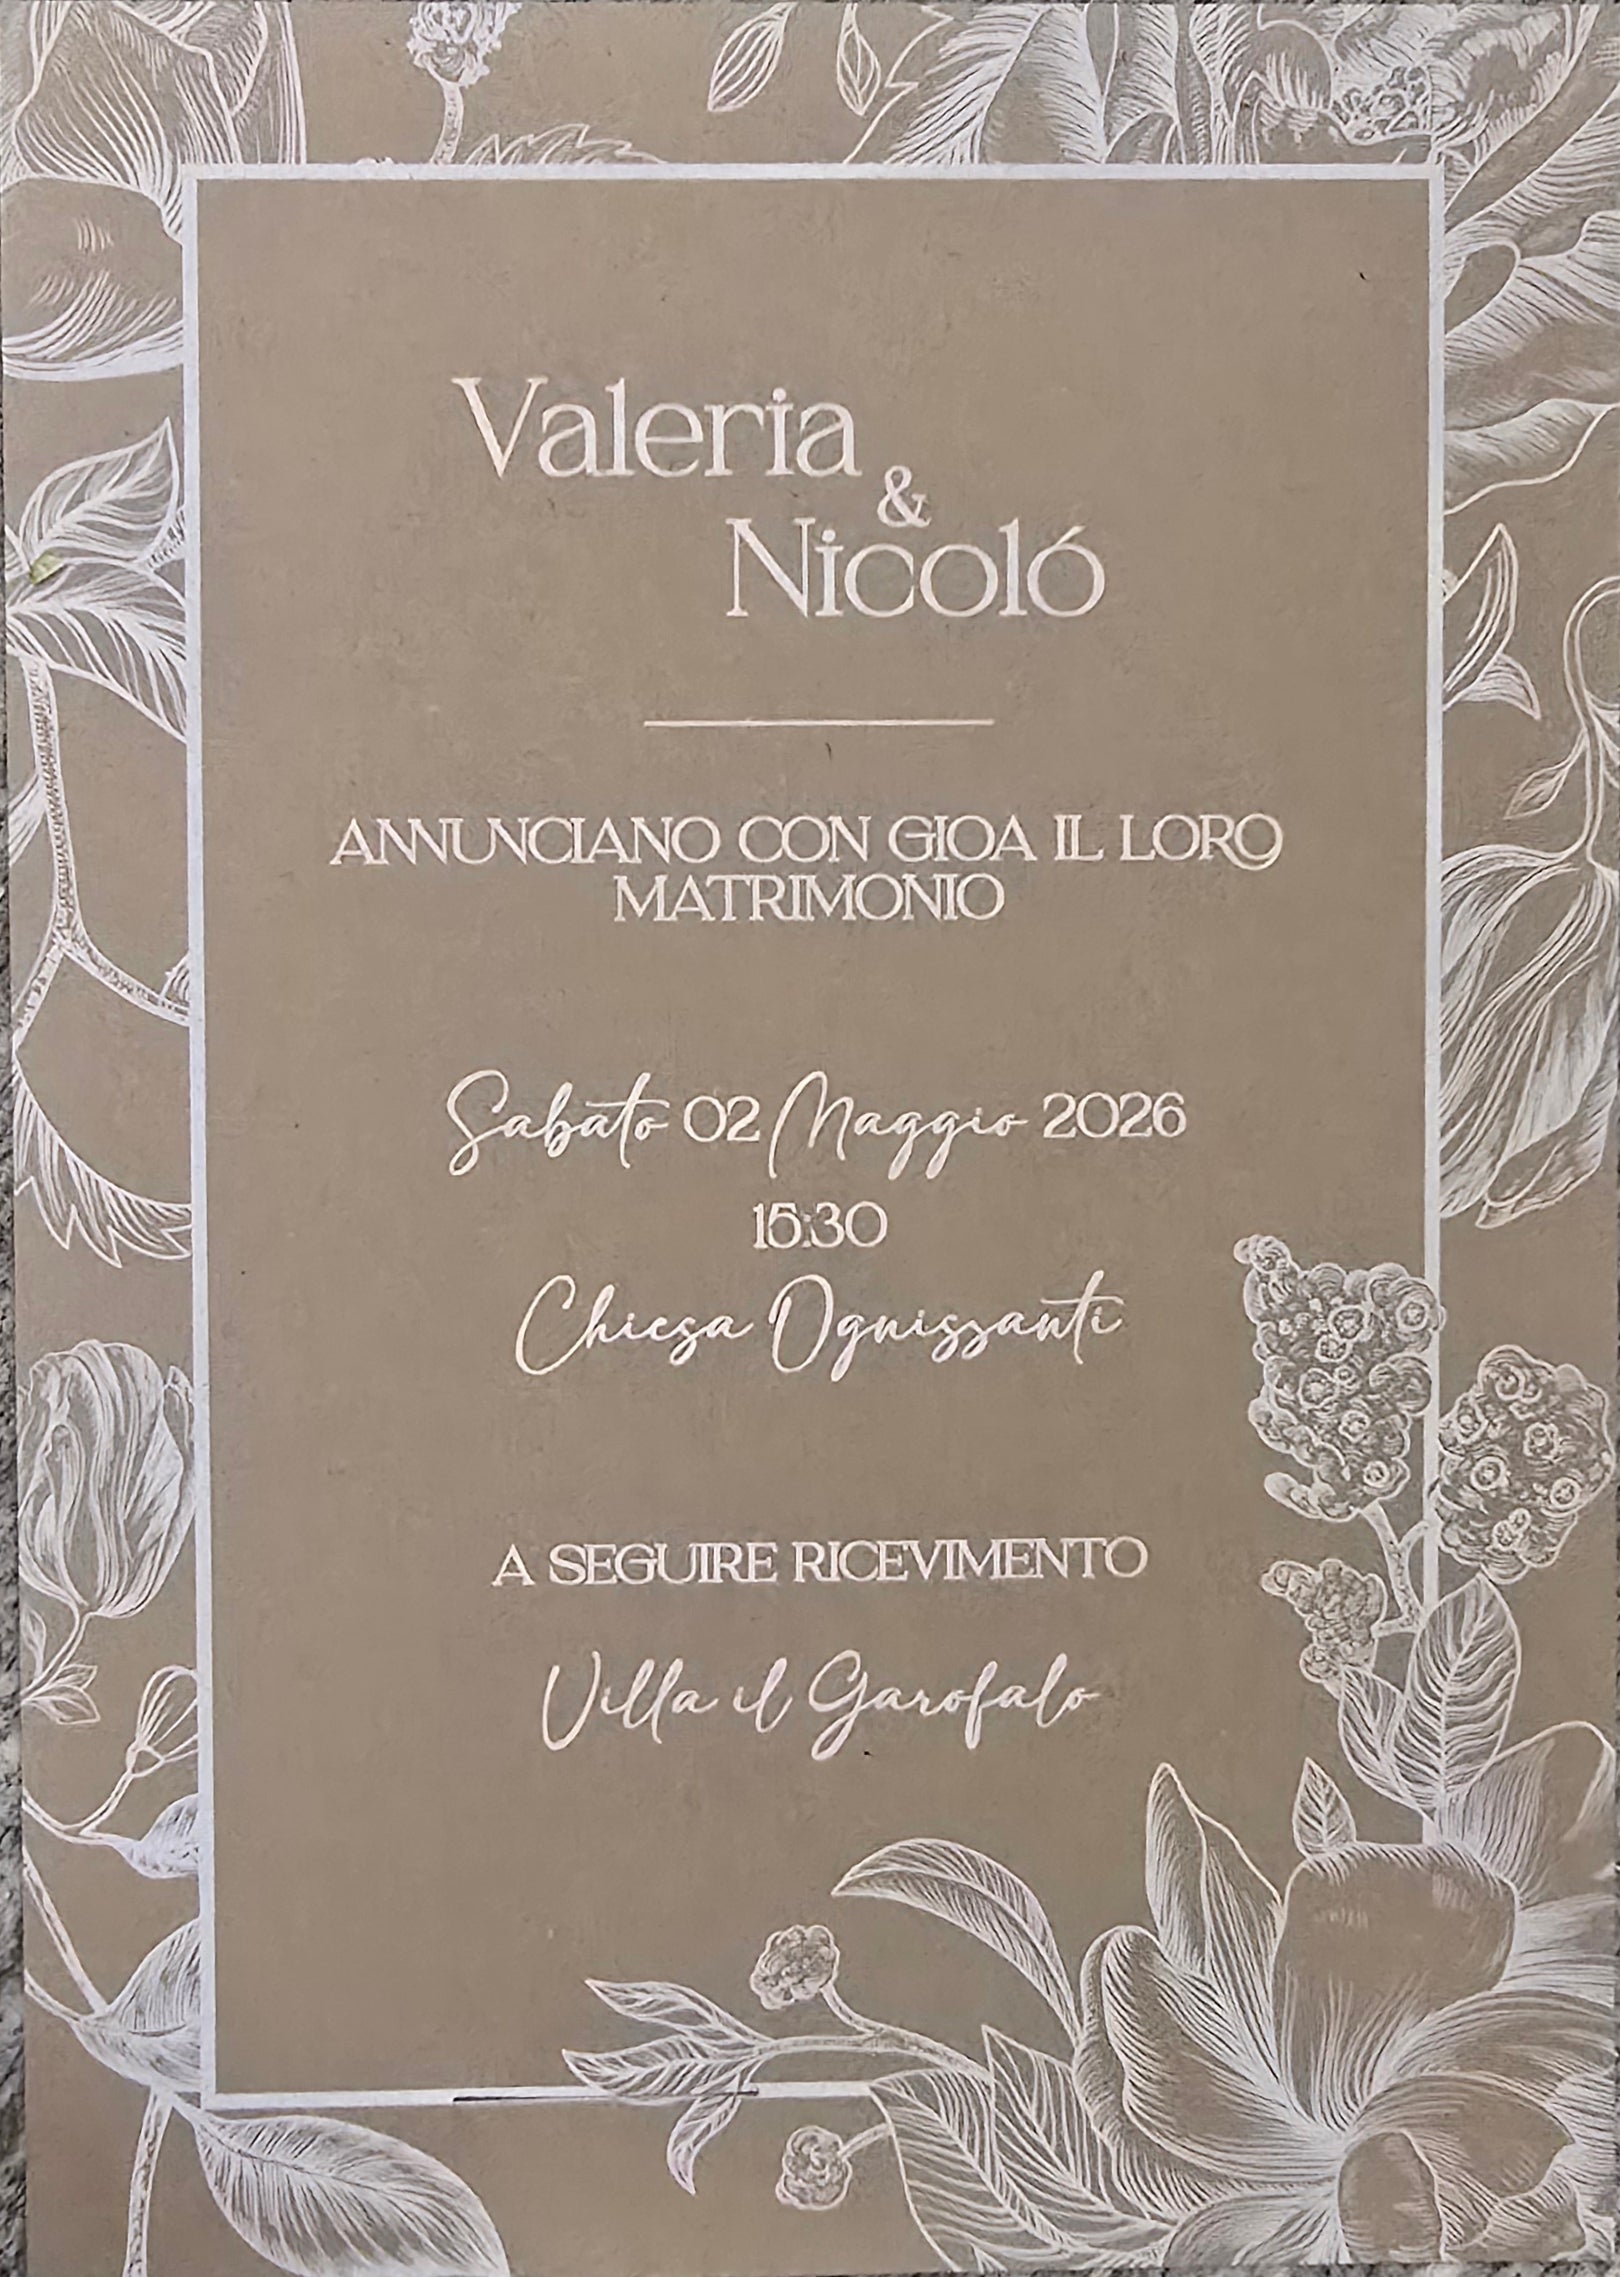 Valeria
&
Nicoló
ANNUNCIANO CON GIOA IL LORO
MATRIMONIO
Sabato 02 Maggio 2026
15:30
Chiesa Ognissanti
A SEGUIRE RICEVIMENTO
Villa il Garofalo